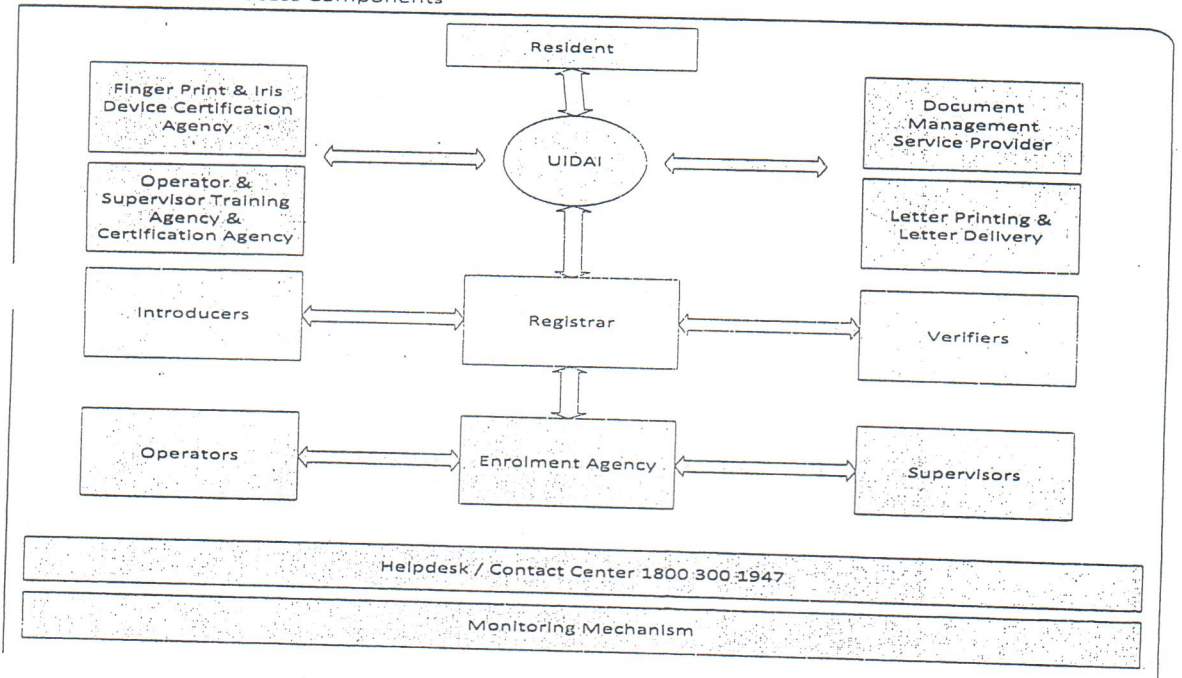 Components
Resident
Finger Print & Iris
Device Certification
Agency
UIDAI
Document
Management
Service Provider
Operator &
Supervisor Training
Agency &
Certification Agency
Letter Printing &
Letter Delivery
Introducers
Registrar
Verifiers
Operators
Enrolment Agency
Supervisors
Helpdesk / Contact Center 1800 300 1947
Monitoring Mechanism